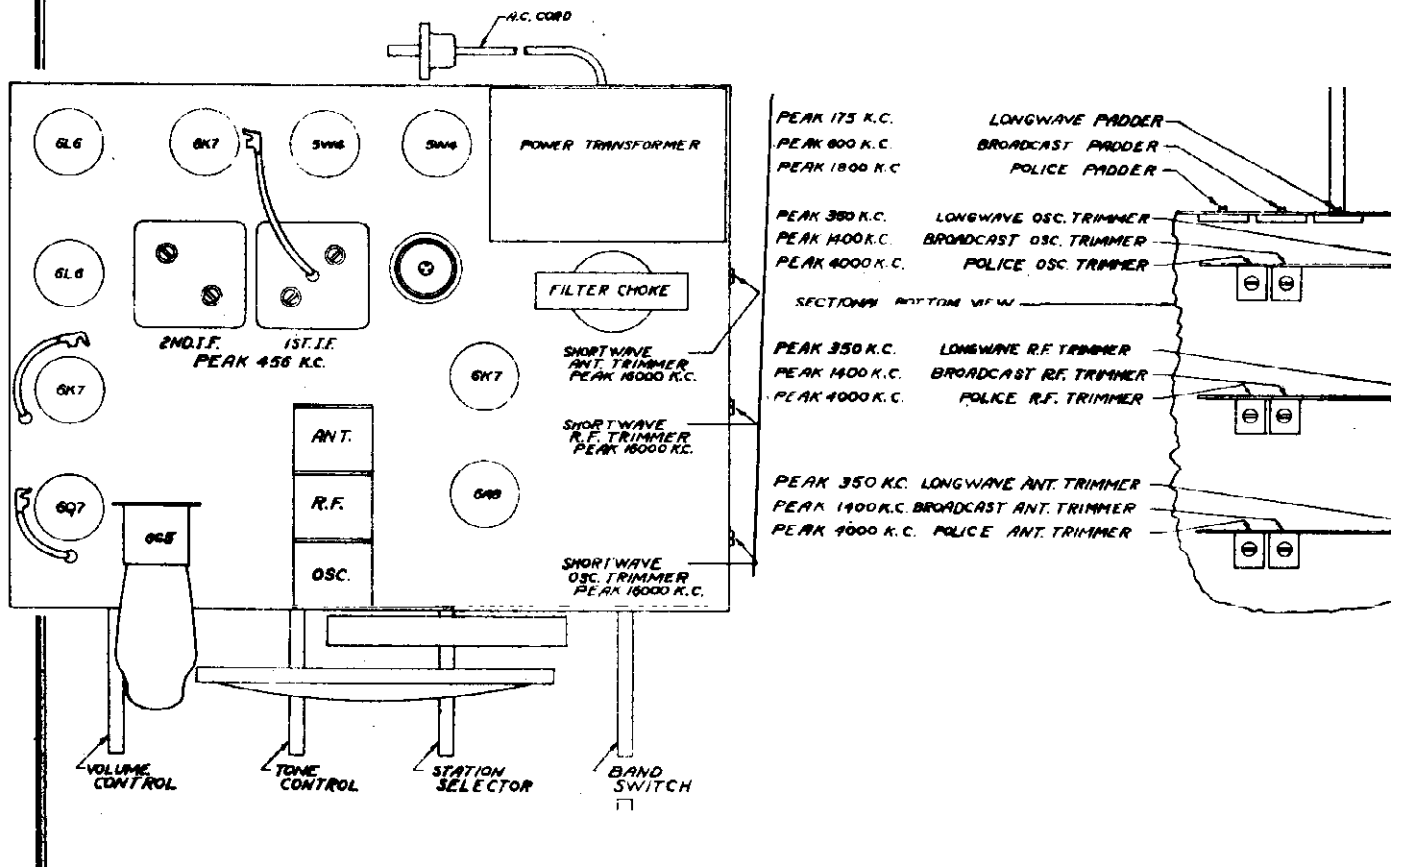 A.C. CORD
6L6
6K7
5W4
5W4
POWER TRANSFORMER
6L6
FILTER CHOKE
2ND. I.F.
1ST. I.F.
PEAK 456 K.C.
SHORTWAVE
ANT. TRIMMER
PEAK 16000 K.C.
6K7
6K7
ANT.
SHORTWAVE
R.F. TRIMMER
PEAK 16000 K.C.
6Q7
6G5
R.F.
6A8
OSC.
SHORTWAVE
OSC. TRIMMER
PEAK 16000 K.C.
VOLUME
CONTROL
TONE
CONTROL
STATION
SELECTOR
BAND
SWITCH
PEAK 175 K.C. LONGWAVE PADDER
PEAK 600 K.C. BROADCAST PADDER
PEAK 1800 K.C LICE PADDER
PEAK 350 K.C. LONGWAVE OSC. TRIMMER
PEAK 1400 K.C. BROADCAST OSC. TRIMMER
PEAK 4000 K.C. POLICE OSC. TRIMMER
SECTIONAL BOTTOM VIEW
PEAK 350 K.C. LONGWAVE R.F. TRIMMER
PEAK 1400 K.C. BROADCAST R.F. TRIMMER
PEAK 4000 K.C. POLICE R.F. TRIMMER
PEAK 350 K.C. LONGWAVE ANT. TRIMMER
PEAK 1400 K.C. BROADCAST ANT. TRIMMER
PEAK 4000 K.C. POLICE ANT. TRIMMER